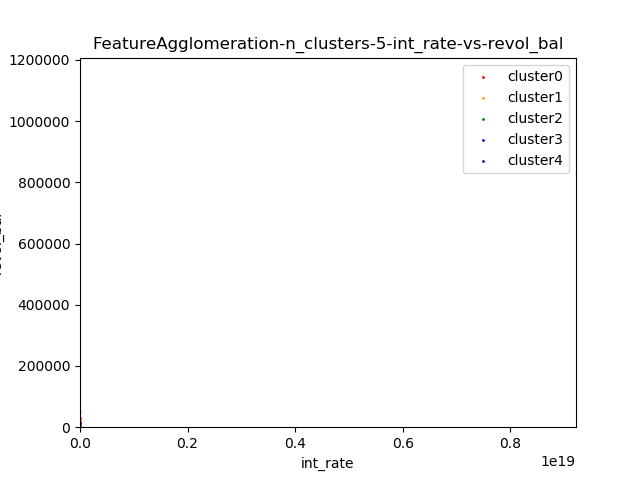 FeatureAgglomeration-n_clusters-5-int_rate-vs-revol_bal
1200000
1000000
800000
600000
400000
200000
0
0.0 0.2 0.4 0.6 0.8
1e19
int_rate
cluster0
cluster1
cluster2
cluster3
cluster4